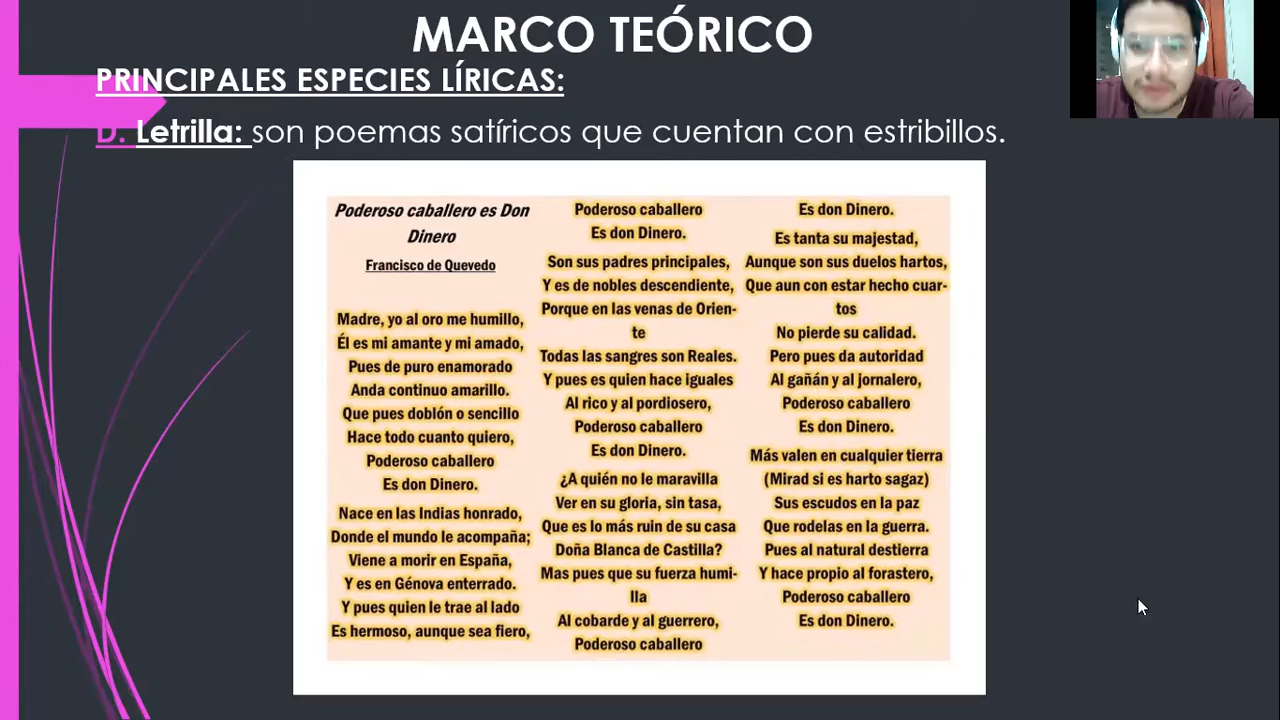 MARCO TEÓRICO
PRINCIPALES ESPECIES LÍRICAS:
D. Letrilla: son poemas satíricos que cuentan con estribillos.
Poderoso caballero es Don
Dinero
Francisco de Quevedo
Madre, yo al oro me humillo,
Él es mi amante y mi amado,
Pues de puro enamorado
Anda continuo amarillo.
Que pues doblón o sencillo
Hace todo cuanto quiero,
Poderoso caballero
Es don Dinero.
Nace en las Indias honrado,
Donde el mundo le acompaña;
Viene a morir en España,
Y es en Génova enterrado.
Y pues quien le trae al lado
Es hermoso, aunque sea fiero,
Poderoso caballero
Es don Dinero.
Son sus padres principales,
Y es de nobles descendiente,
Porque en las venas de Orien-
te
Todas las sangres son Reales.
Y pues es quien hace iguales
Al rico y al pordiosero,
Poderoso caballero
Es don Dinero.
¿A quién no le maravilla
Ver en su gloria, sin tasa,
Que es lo más ruin de su casa
Doña Blanca de Castilla?
Mas pues que su fuerza humi-
lla
Al cobarde y al guerrero,
Poderoso caballero
Es don Dinero.
Es tanta su majestad,
Aunque son sus duelos hartos,
Que aun con estar hecho cuar-
tos
No pierde su calidad.
Pero pues da autoridad
Al gañán y al jornalero,
Poderoso caballero
Es don Dinero.
Más valen en cualquier tierra
(Mirad si es harto sagaz)
Sus escudos en la paz
Que rodelas en la guerra.
Pues al natural destierra
Y hace propio al forastero,
Poderoso caballero
Es don Dinero.